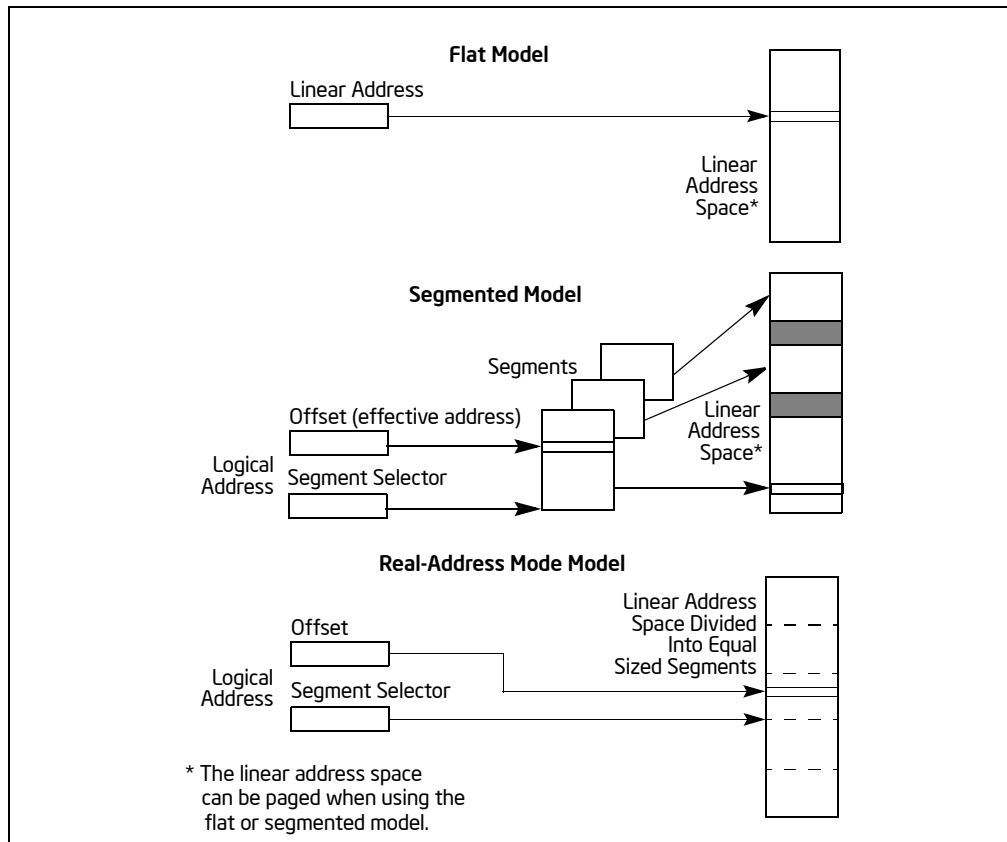 Flat Model
Linear Address
Linear
Address
Space*
Segmented Model
Segments
Offset (effective address)
Logical
Address
Segment Selector
Linear
Address
Space*
Real-Address Mode Model
Offset
Logical
Address
Segment Selector
Linear Address
Space Divided
Into Equal
Sized Segments
* The linear address space
can be paged when using the
flat or segmented model.